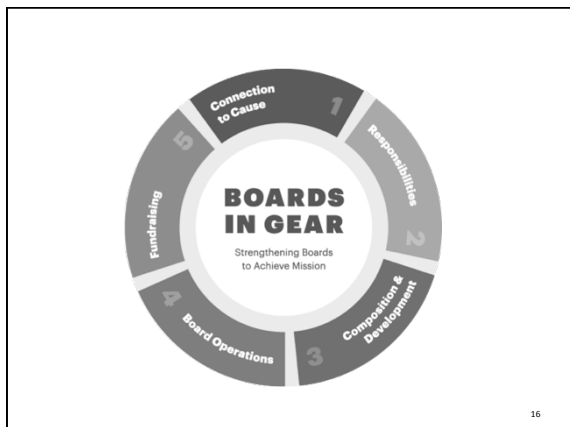 BOARDS
IN GEAR
Strengthening Boards
to Achieve Mission
Connection
to Cause
1
Responsibilities
2
Composition &
Development
3
Board Operations
4
Fundraising
5
16